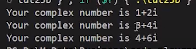 Your complex number is 1+2i
Your complex number is 3+4i
Your complex number is 4+6i